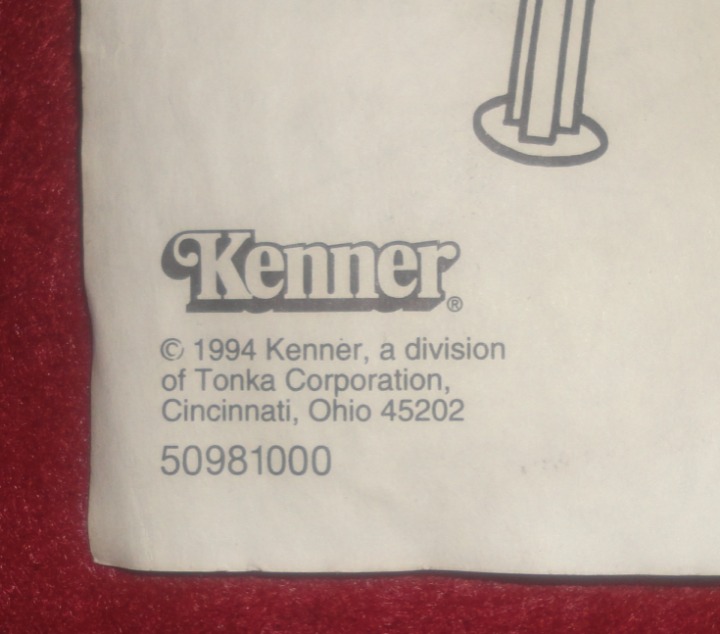 Kenner®
© 1994 Kenner, a division
of Tonka Corporation,
Cincinnati, Ohio 45202
50981000